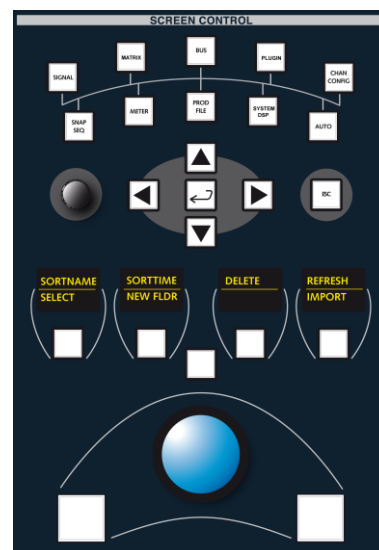 SCREEN CONTROL
BUS
MATRIX
PLUGIN
SIGNAL
CHAN
CONFIG
SNAP
SEQ
METER
PROD
FILE
SYSTEM
DSP
AUTO
ISC
SORTNAME
SELECT
SORTTIME
NEW FLDR
DELETE
REFRESH
IMPORT